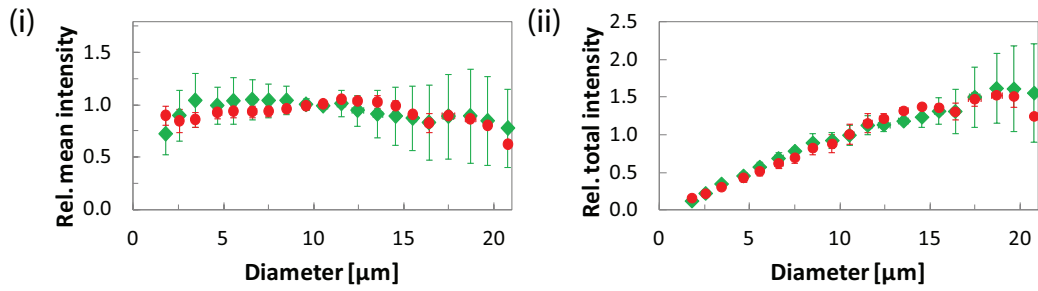 (i)
Rel. mean intensity
1.5
1.0
0.5
0.0
0 5 10 15 20
Diameter [µm]
(ii)
Rel. total intensity
2.5
2.0
1.5
1.0
0.5
0.0
0 5 10 15 20
Diameter [µm]